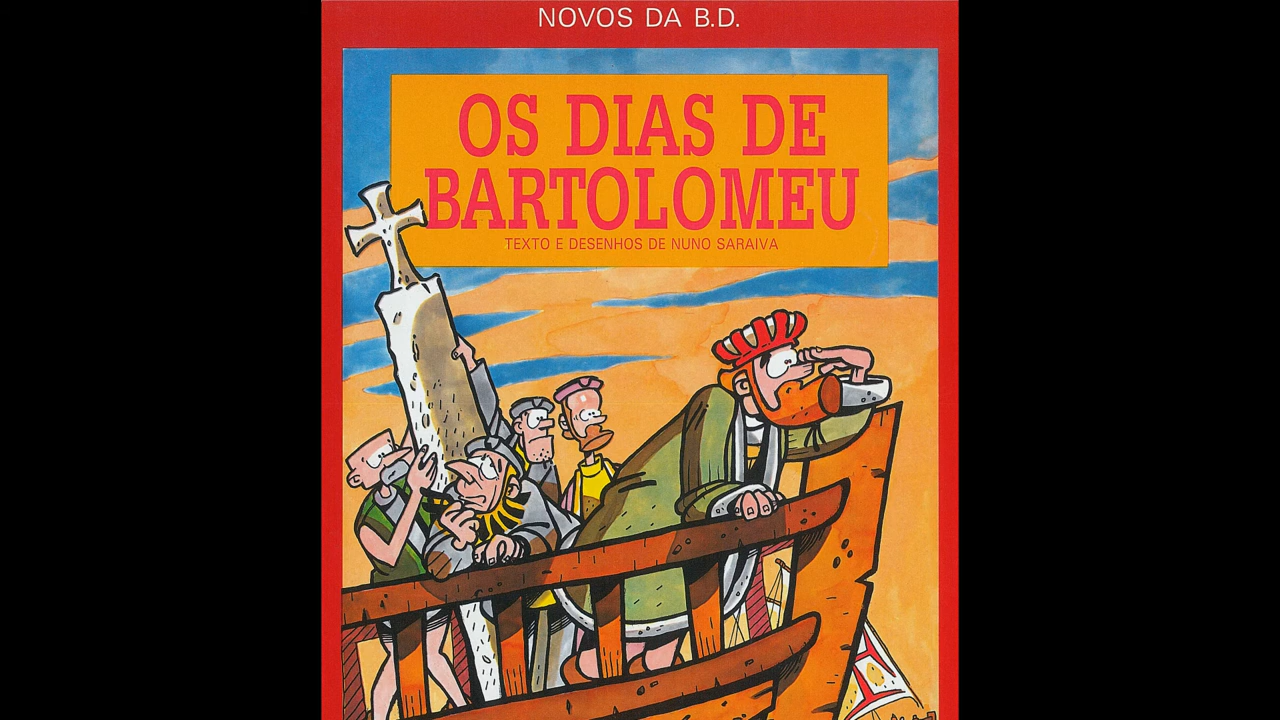 NOVOS DA B.D.
OS DIAS DE
BARTOLOMEU
TEXTO E DESENHOS DE NUNO SARAIVA